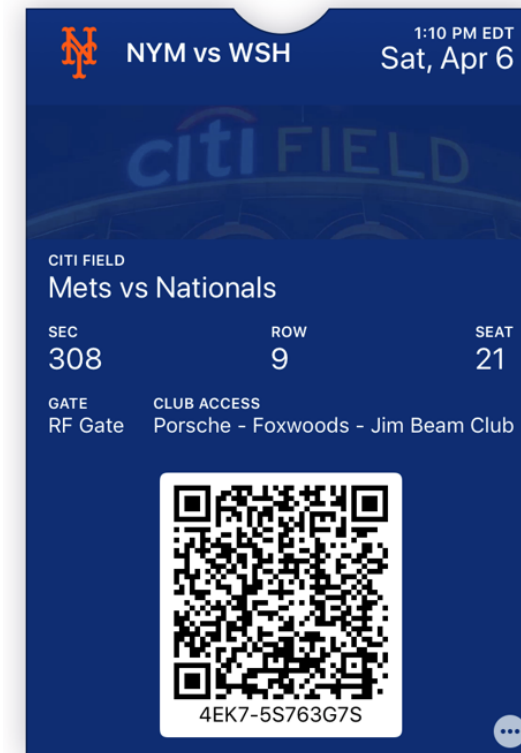 NYM vs WSH
1:10 PM EDT
Sat, Apr 6
citi FIELD
CITI FIELD
Mets vs Nationals
SEC ROW SEAT
308 9 21
GATE CLUB ACCESS
RF Gate Porsche - Foxwoods - Jim Beam Club
4EK7-5S763G7S